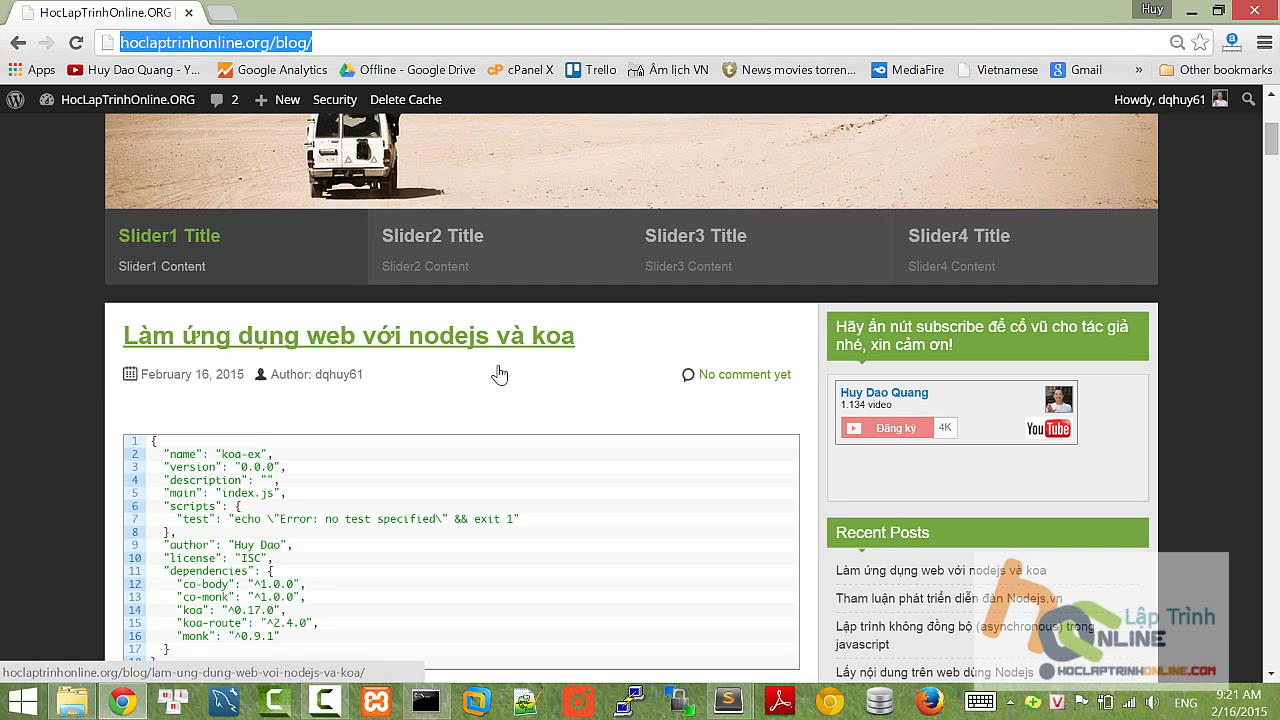 HocLapTrinhOnline.ORG |
Huy
hoclaptrinhonline.org/blog/
Apps
Huy Dao Quang - Y...
Google Analytics
Offline - Google Drive
cPanel X
Trello
Âm lịch VN
News movies torren...
MediaFire
Vietnamese
Gmail
»
Other bookmarks
HocLapTrinhOnline.ORG
2
New
Security
Delete Cache
Howdy, dqhuy61
Slider1 Title
Slider2 Title
Slider3 Title
Slider4 Title
Slider1 Content
Slider2 Content
Slider3 Content
Slider4 Content
Làm ứng dụng web với nodejs và koa
February 16, 2015
Author: dqhuy61
No comment yet
1 {
2 "name": "koa-ex",
3 "version": "0.0.0",
4 "description": "",
5 "main": "index.js",
6 "scripts": {
7 "test": "echo \"Error: no test specified\" && exit 1"
8 },
9 "author": "Huy Dao",
10 "license": "ISC",
11 "dependencies": {
12 "co-body": "^1.0.0",
13 "co-monk": "^1.0.0",
14 "koa": "^0.17.0",
15 "koa-route": "^2.4.0",
16 "monk": "^0.9.1"
17 }
Hãy ấn nút subscribe để cổ vũ cho tác giả
nhé, xin cảm ơn!
Huy Dao Quang
1.134 video
Đăng ký
4K
You Tube
Recent Posts
Làm ứng dụng web với nodejs và koa
Tham luận phát triển diễn đàn Nodejs.vn
Lập trình không đồng bộ (asynchronous) trong
javascript
Lấy nội dung trên web dùng Nodejs
Lập Trình
ONLINE
HOCLAPTRINHONLINE.COM
hoclaptrinhonline.org/blog/lam-ung-dung-web-voi-nodejs-va-koa/
ENG
9:21 AM
2/16/2015